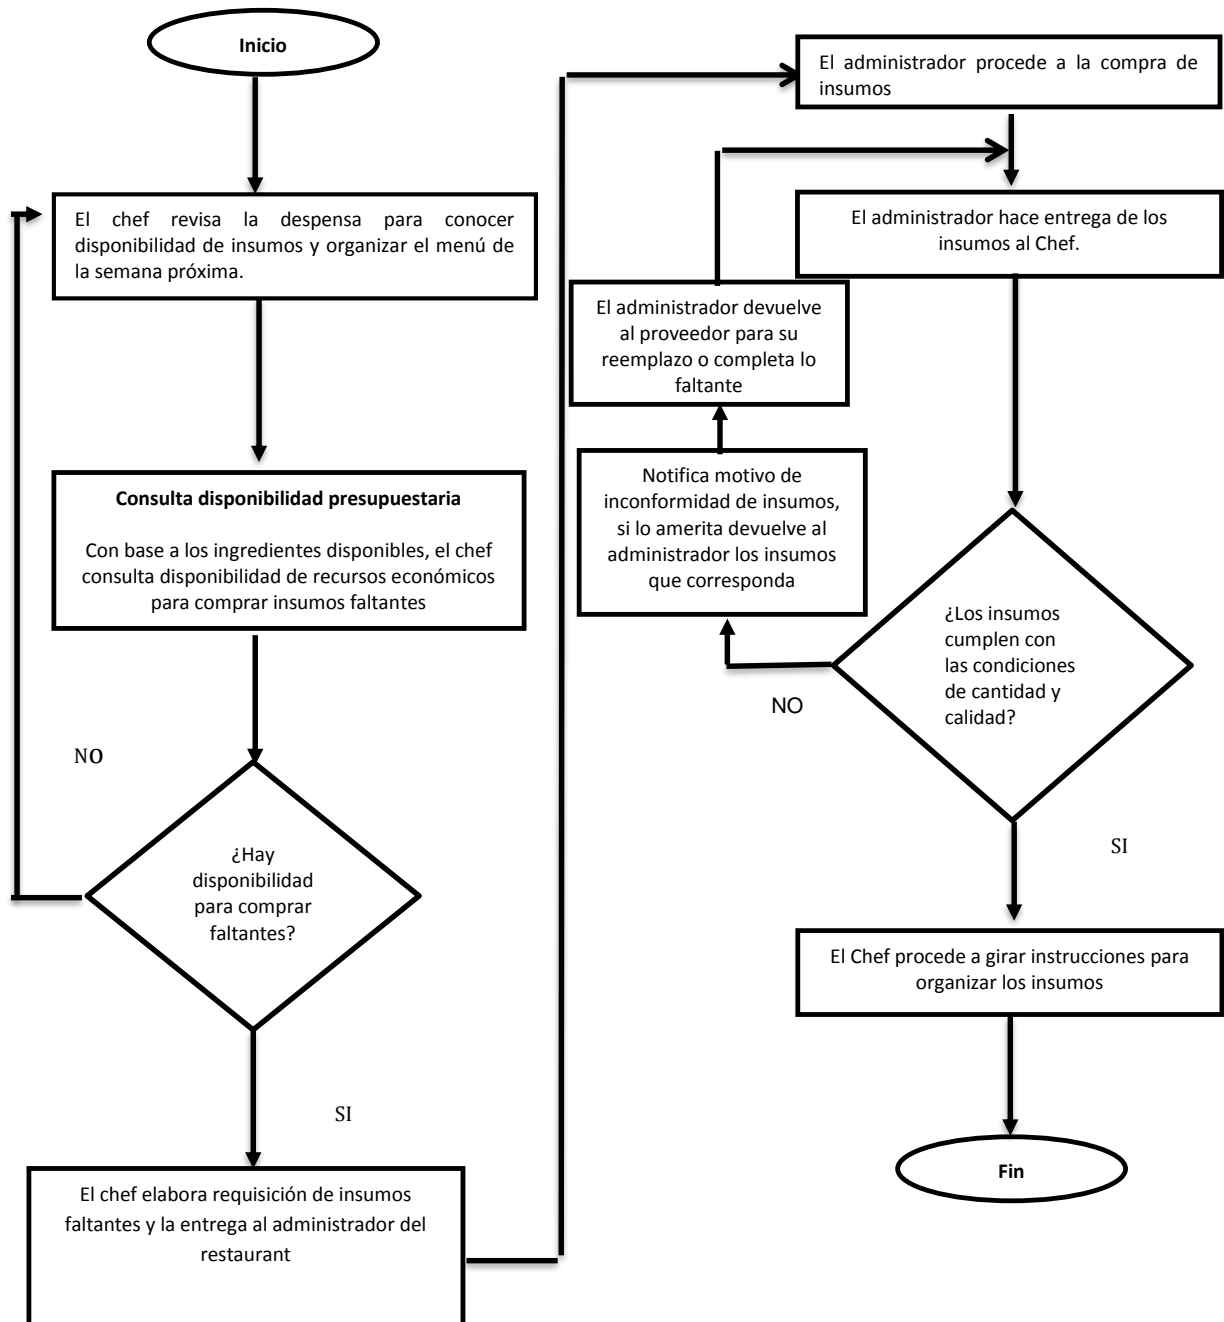 Inicio
El chef revisa la despensa para conocer
disponibilidad de insumos y organizar el menú de
la semana próxima.
Consulta disponibilidad presupuestaria
Con base a los ingredientes disponibles, el chef
consulta disponibilidad de recursos económicos
para comprar insumos faltantes
NO
¿Hay
disponibilidad
para comprar
faltantes?
SI
El chef elabora requisición de insumos
faltantes y la entrega al administrador del
restaurant
El administrador procede a la compra de
insumos
El administrador hace entrega de los
insumos al Chef.
El administrador devuelve
al proveedor para su
reemplazo o completa lo
faltante
Notifica motivo de
inconformidad de insumos,
si lo amerita devuelve al
administrador los insumos
que corresponda
NO
¿Los insumos
cumplen con
las condiciones
de cantidad y
calidad?
SI
El Chef procede a girar instrucciones para
organizar los insumos
Fin